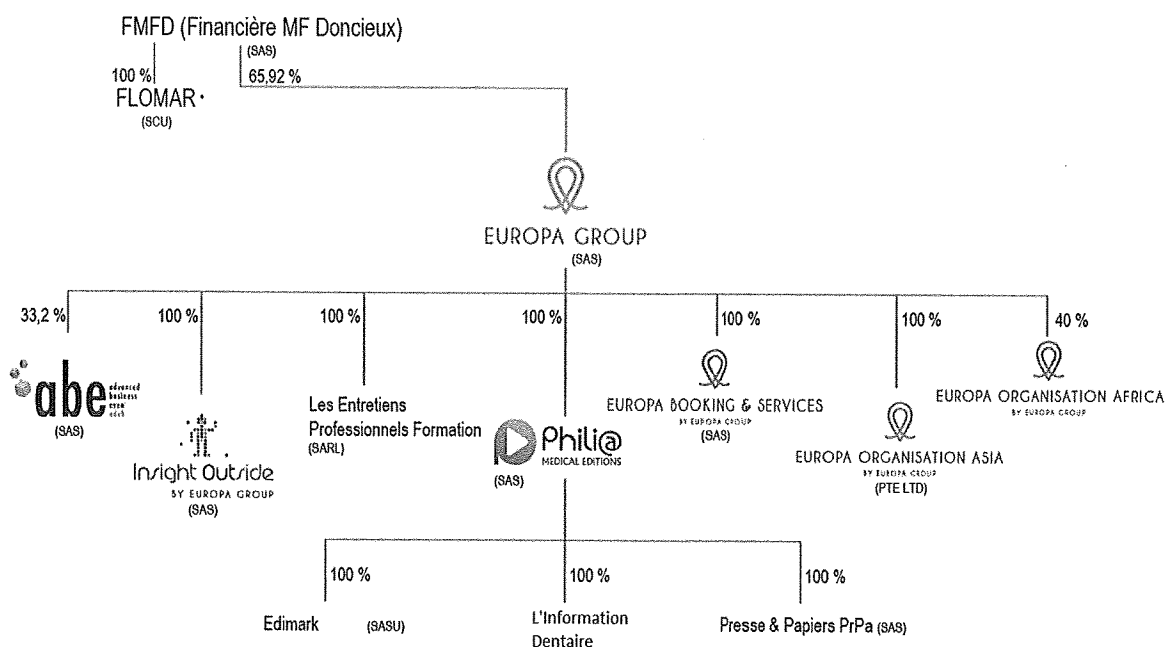 FMFD (Financière MF Doncieux)
(SAS)
100 %
65,92 %
FLOMAR
(SCU)
EUROPA GROUP
(SAS)
33,2 %
100 %
100 %
100 %
100 %
100 %
40 %
abe advanced
business
event
(SAS)
Insight Outside
BY EUROPA GROUP
(SAS)
Les Entretiens
Professionnels Formation
(SARL)
Phili@
MEDICAL EDITIONS
(SAS)
EUROPA BOOKING & SERVICES
BY EUROPA GROUP
(SAS)
EUROPA ORGANISATION ASIA
BY EUROPA GROUP
(PTE LTD)
EUROPA ORGANISATION AFRICA
BY EUROPA GROUP
100 %
100 %
100 %
Edimark (SASU)
L'Information
Dentaire
Presse & Papiers PrPa (SAS)